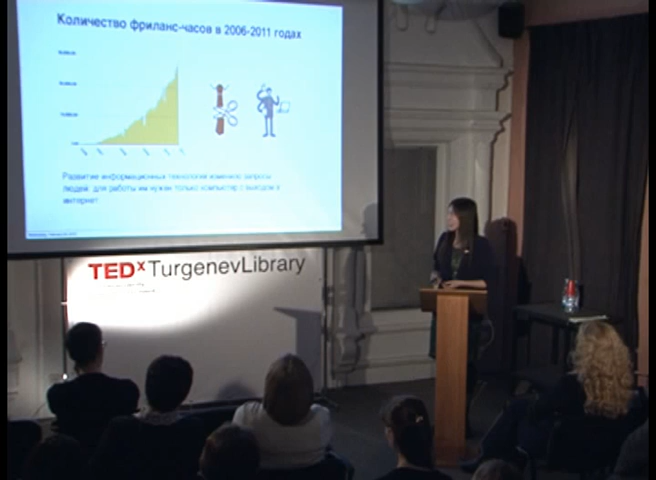 Количество фриланс-часов в 2006-2011 годах
Развитие информационных технологий изменило запросы
людей: для работы им нужен только компьютер с выходом в
интернет
TEDxTurgenevLibrary